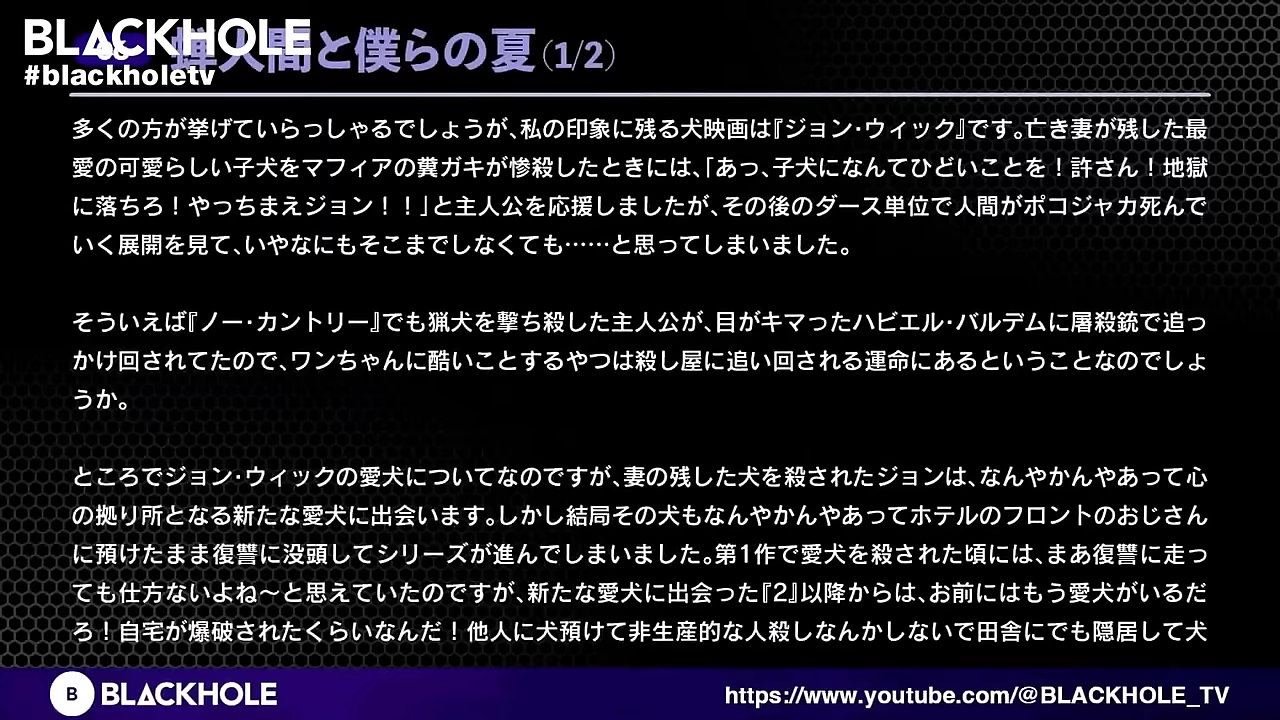 BLACKHOLE
#blackholetv
蝉人間と僕らの夏(1/2)
多くの方が挙げていらっしゃるでしょうが、私の印象に残る犬映画は『ジョン・ウィック』です。亡き妻が残した最
愛の可愛らしい子犬をマフィアの糞ガキが惨殺したときには、「あっ、子犬になんてひどいことを！許さん！地獄
に落ちろ！やっちまえジョン！！」と主人公を応援しましたが、その後のダース単位で人間がポコジャカ死んで
いく展開を見て、いやなにもそこまでしなくても……と思ってしまいました。
そういえば『ノー・カントリー』でも猟犬を撃ち殺した主人公が、目がキマったハビエル・バルデムに屠殺銃で追っ
かけ回されてたので、ワンちゃんに酷いことするやつは殺し屋に追い回される運命にあるということなのでしょ
うか。
ところでジョン・ウィックの愛犬についてなのですが、妻の残した犬を殺されたジョンは、なんやかんやあって心
の拠り所となる新たな愛犬に出会います。しかし結局その犬もなんやかんやあってホテルのフロントのおじさん
に預けたまま復讐に没頭してシリーズが進んでしまいました。第1作で愛犬を殺された頃には、まあ復讐に走っ
ても仕方ないよね～と思えていたのですが、新たな愛犬に出会った『2』以降からは、お前にはもう愛犬がいるだ
ろ！自宅が爆破されたくらいなんだ！他人に犬預けて非生産的な人殺しなんかしないで田舎にでも隠居して犬
B BLACKHOLE
https://www.youtube.com/@BLACKHOLE_TV